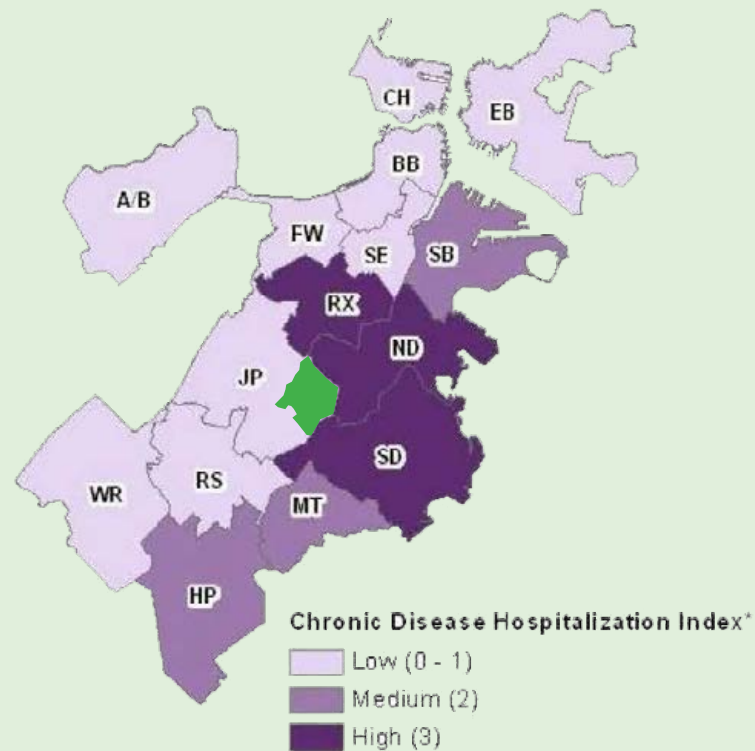 CH
EB
BB
A/B
FW
SE
SB
RX
ND
JP
SD
RS
WR
MT
HP
Chronic Disease Hospitalization Index*
Low (0 - 1)
Medium (2)
High (3)